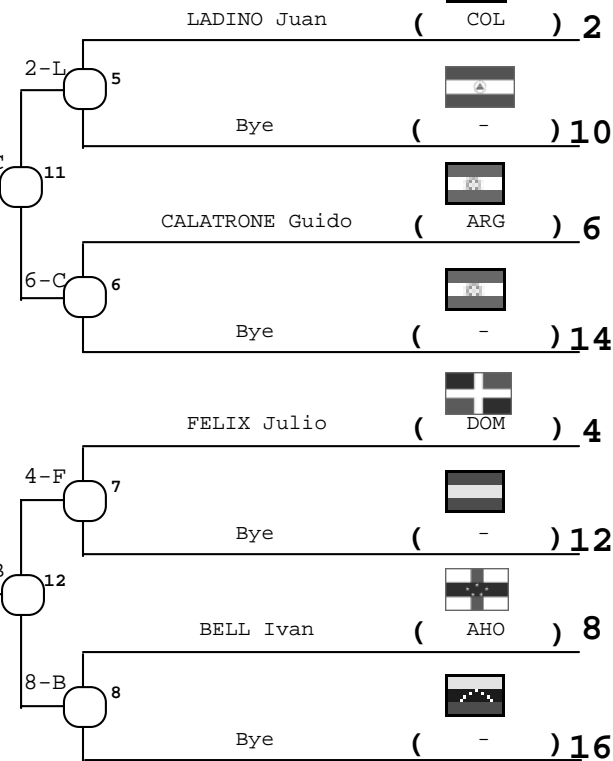 LADINO Juan ( COL ) 2
2-L 5
Bye ( - ) 10
11
CALATRONE Guido ( ARG ) 6
6-C 6
Bye ( - ) 14
FELIX Julio ( DOM ) 4
4-F 7
Bye ( - ) 12
12
BELL Ivan ( AHO ) 8
8-B 8
Bye ( - ) 16